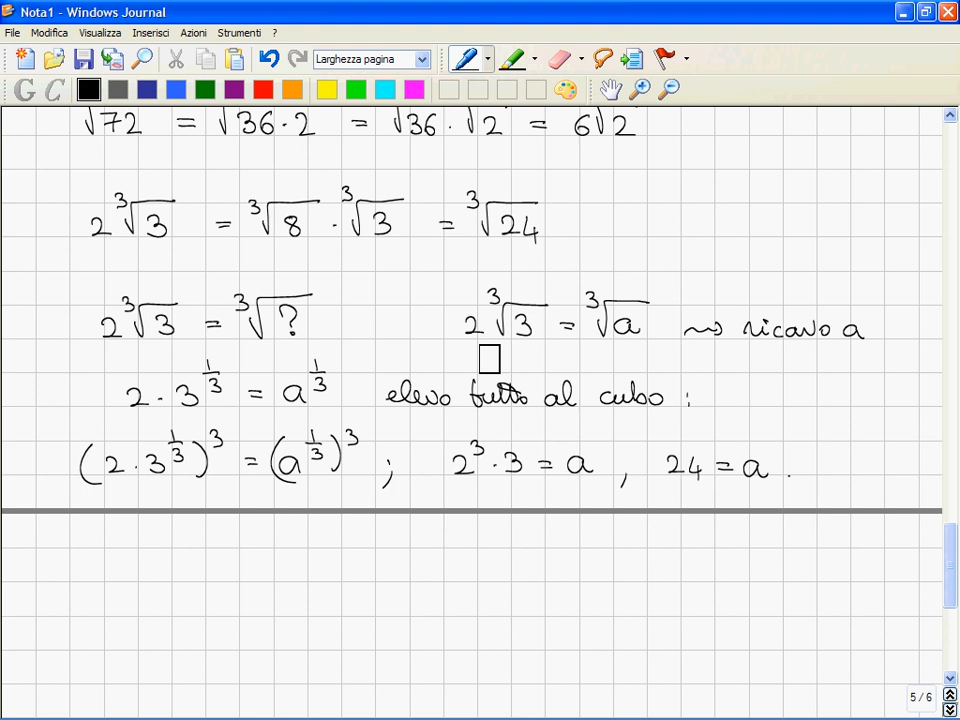 Nota1 - Windows Journal
File Modifica Visualizza Inserisci Azioni Strumenti ?
Larghezza pagina
G C
√72 = √36·2 = √36 · √2 = 6√2
2 ∛3 = ∛8 · ∛3 = ∛24
2 ∛3 = ∛? 2 ∛3 = ∛a ⇝ ricavo a
2 · 3^(1/3) = a^(1/3) elevo tutto al cubo :
(2 · 3^(1/3))^3 = (a^(1/3))^3 ; 2^3 · 3 = a , 24 = a .
5 / 6